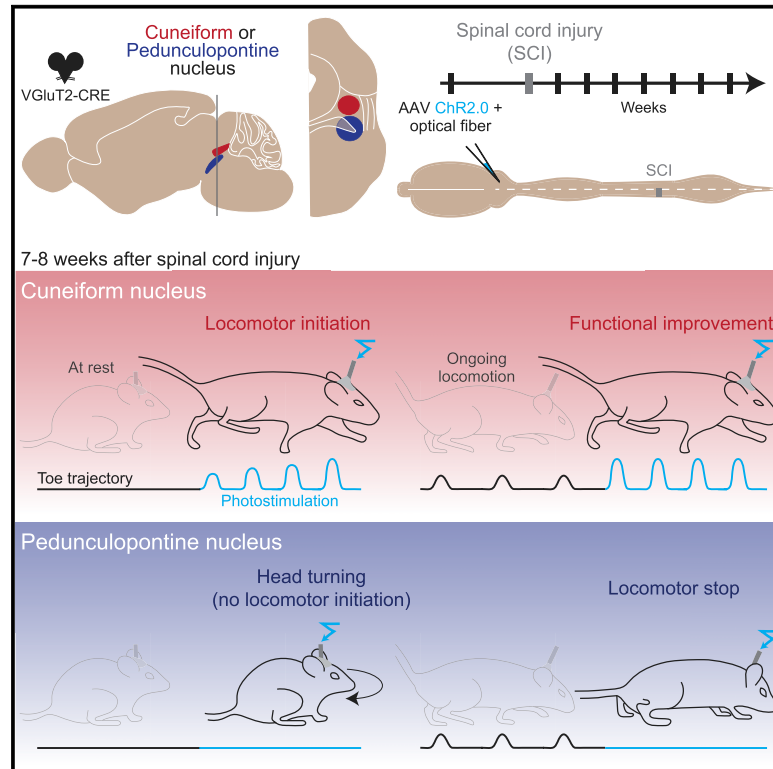 Cuneiform or
Pedunculopontine
nucleus
VGluT2-CRE
Spinal cord injury
(SCI)
AAV ChR2.0 +
optical fiber
Weeks
SCI
7-8 weeks after spinal cord injury
Cuneiform nucleus
Locomotor initiation
Functional improvement
At rest
Ongoing
locomotion
Toe trajectory
Photostimulation
Pedunculopontine nucleus
Head turning
(no locomotor initiation)
Locomotor stop